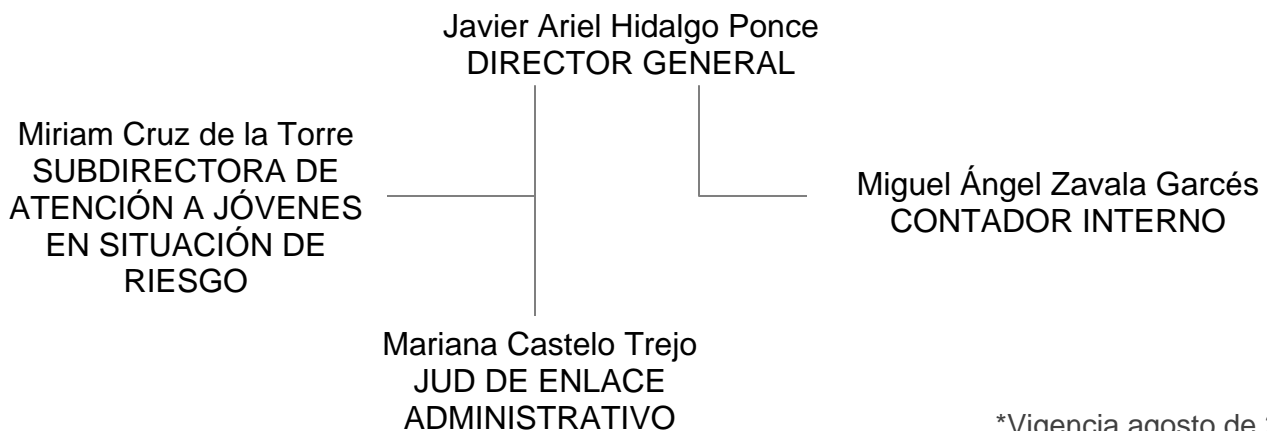 Javier Ariel Hidalgo Ponce
DIRECTOR GENERAL
Miriam Cruz de la Torre
SUBDIRECTORA DE
ATENCIÓN A JÓVENES
EN SITUACIÓN DE
RIESGO
Miguel Ángel Zavala Garcés
CONTADOR INTERNO
Mariana Castelo Trejo
JUD DE ENLACE
ADMINISTRATIVO
*Vigencia agosto de